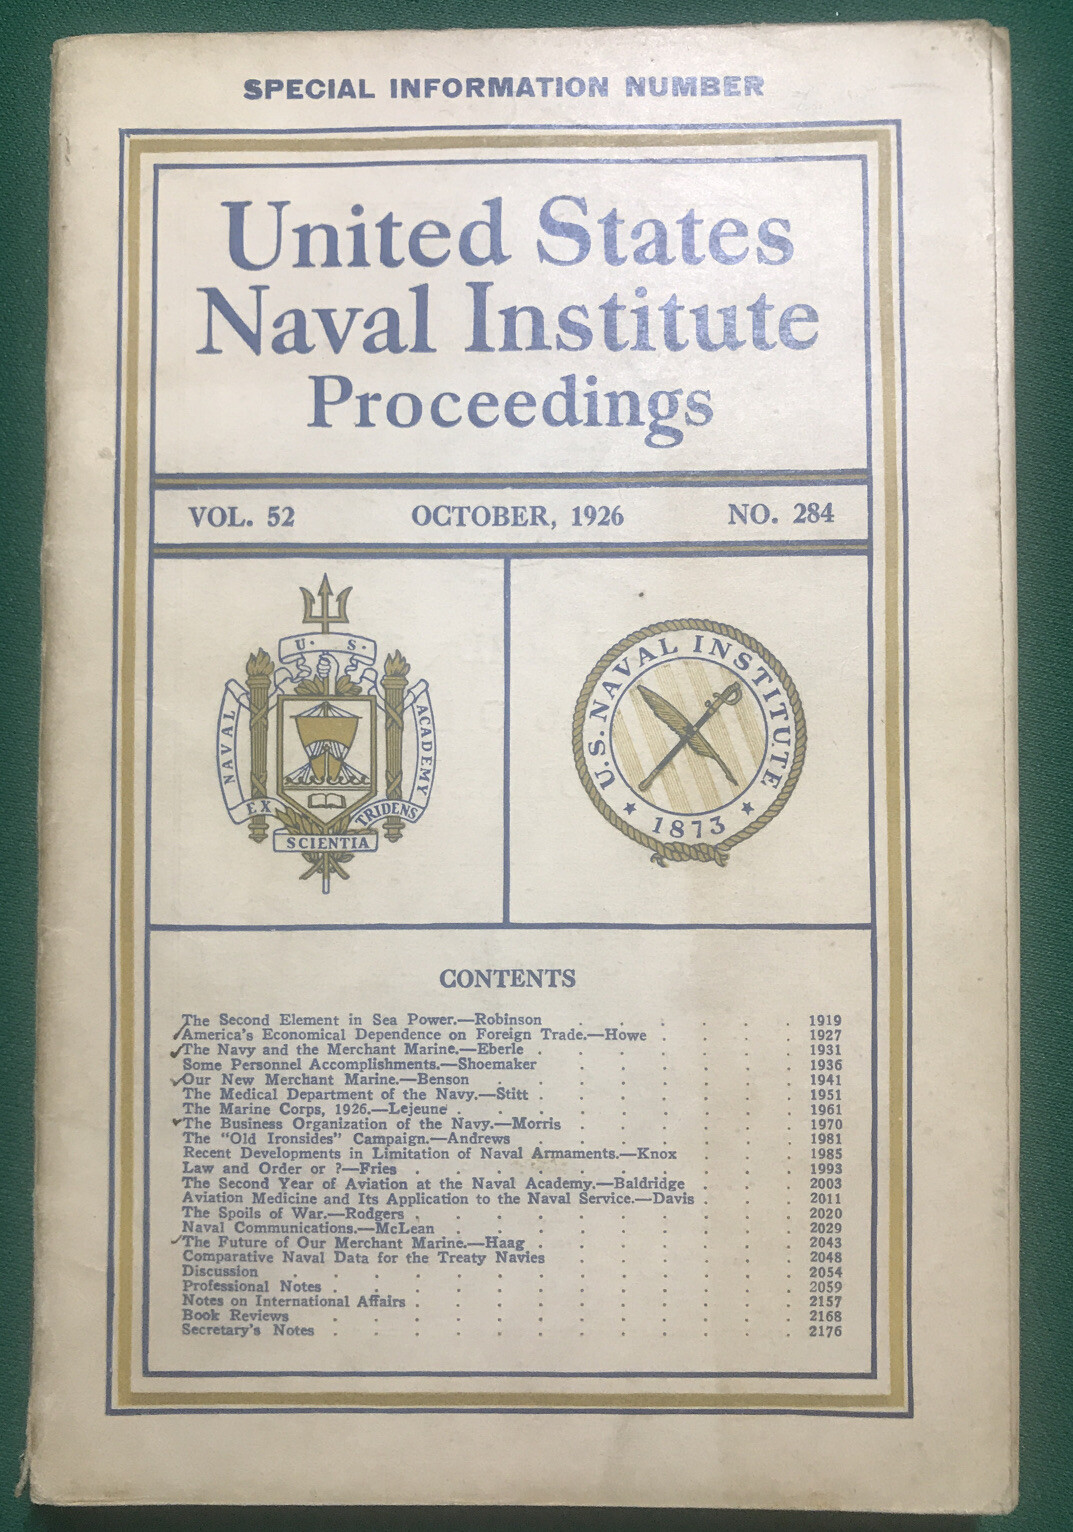 SPECIAL INFORMATION NUMBER
United States
Naval Institute
Proceedings
VOL. 52 OCTOBER, 1926 NO. 284
U· S·
NAVAL ACADEMY
EX TRIDENS
SCIENTIA
U.S. NAVAL INSTITUTE
★ 1873 ★
CONTENTS
The Second Element in Sea Power.—Robinson . . . . . . 1919
America's Economical Dependence on Foreign Trade.—Howe . . . . 1927
The Navy and the Merchant Marine.—Eberle . . . . . . . 1931
Some Personnel Accomplishments.—Shoemaker . . . . . . 1936
Our New Merchant Marine.—Benson . . . . . . . . 1941
The Medical Department of the Navy.—Stitt . . . . . . . 1951
The Marine Corps, 1926.—Lejeune . . . . . . . . . 1961
The Business Organization of the Navy.—Morris . . . . . . 1970
The "Old Ironsides" Campaign.—Andrews . . . . . . . 1981
Recent Developments in Limitation of Naval Armaments.—Knox . . . 1985
Law and Order or ?—Fries . . . . . . . . . . 1993
The Second Year of Aviation at the Naval Academy.—Baldridge . . . 2003
Aviation Medicine and Its Application to the Naval Service.—Davis . . . 2011
The Spoils of War.—Rodgers . . . . . . . . . . 2020
Naval Communications.—McLean . . . . . . . . . 2029
The Future of Our Merchant Marine.—Haag . . . . . . . 2043
Comparative Naval Data for the Treaty Navies . . . . . . 2048
Discussion . . . . . . . . . . . . . 2054
Professional Notes . . . . . . . . . . . . 2059
Notes on International Affairs . . . . . . . . . . 2157
Book Reviews . . . . . . . . . . . . 2168
Secretary's Notes . . . . . . . . . . . . 2176